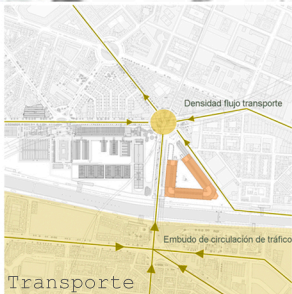 Densidad flujo transporte
Embudo de circulación de tráfico
Transporte